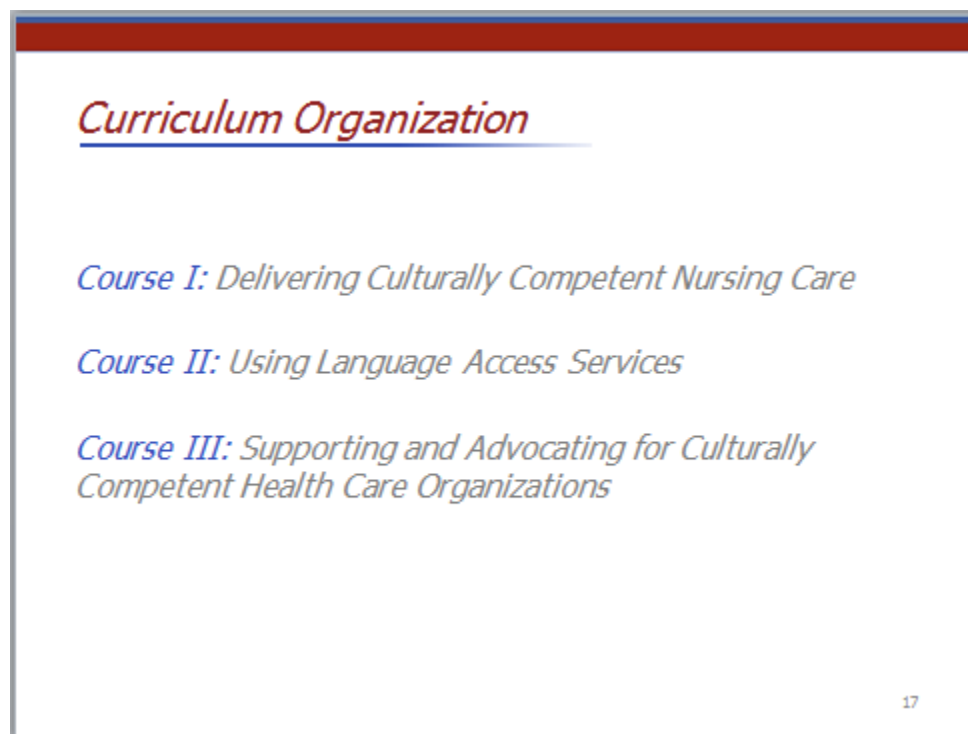 Curriculum Organization
Course I: Delivering Culturally Competent Nursing Care
Course II: Using Language Access Services
Course III: Supporting and Advocating for Culturally
Competent Health Care Organizations
17